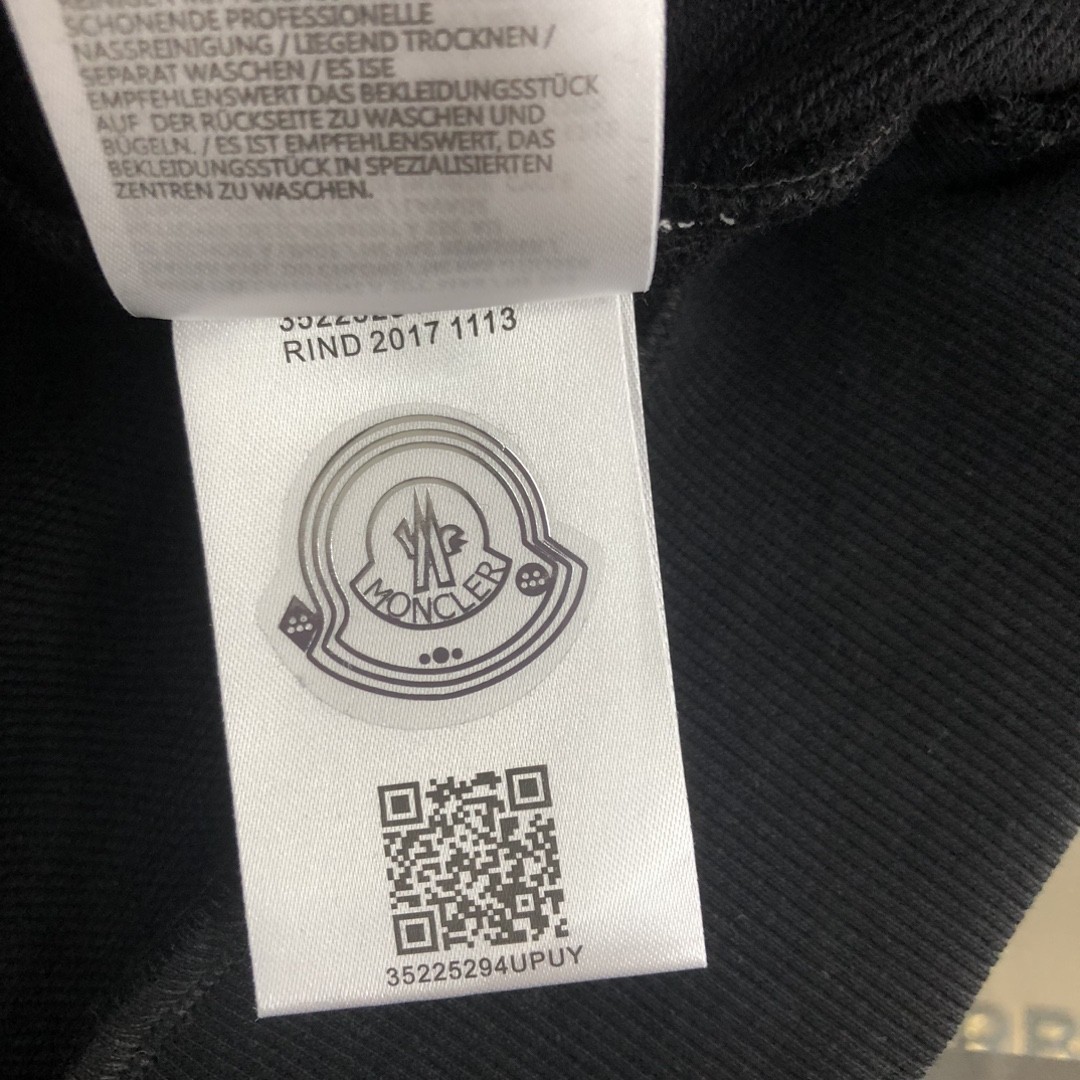 SCHONENDE PROFESSIONELLE
NASSREINIGUNG / LIEGEND TROCKNEN /
SEPARAT WASCHEN / ES ISE
EMPFEHLENSWERT DAS BEKLEIDUNGSSTÜCK
AUF DER RÜCKSEITE ZU WASCHEN UND
BÜGELN. / ES IST EMPFEHLENSWERT, DAS
BEKLEIDUNGSSTÜCK IN SPEZIALISIERTEN
ZENTREN ZU WASCHEN.
RIND 2017 1113
MONCLER
35225294UPUY